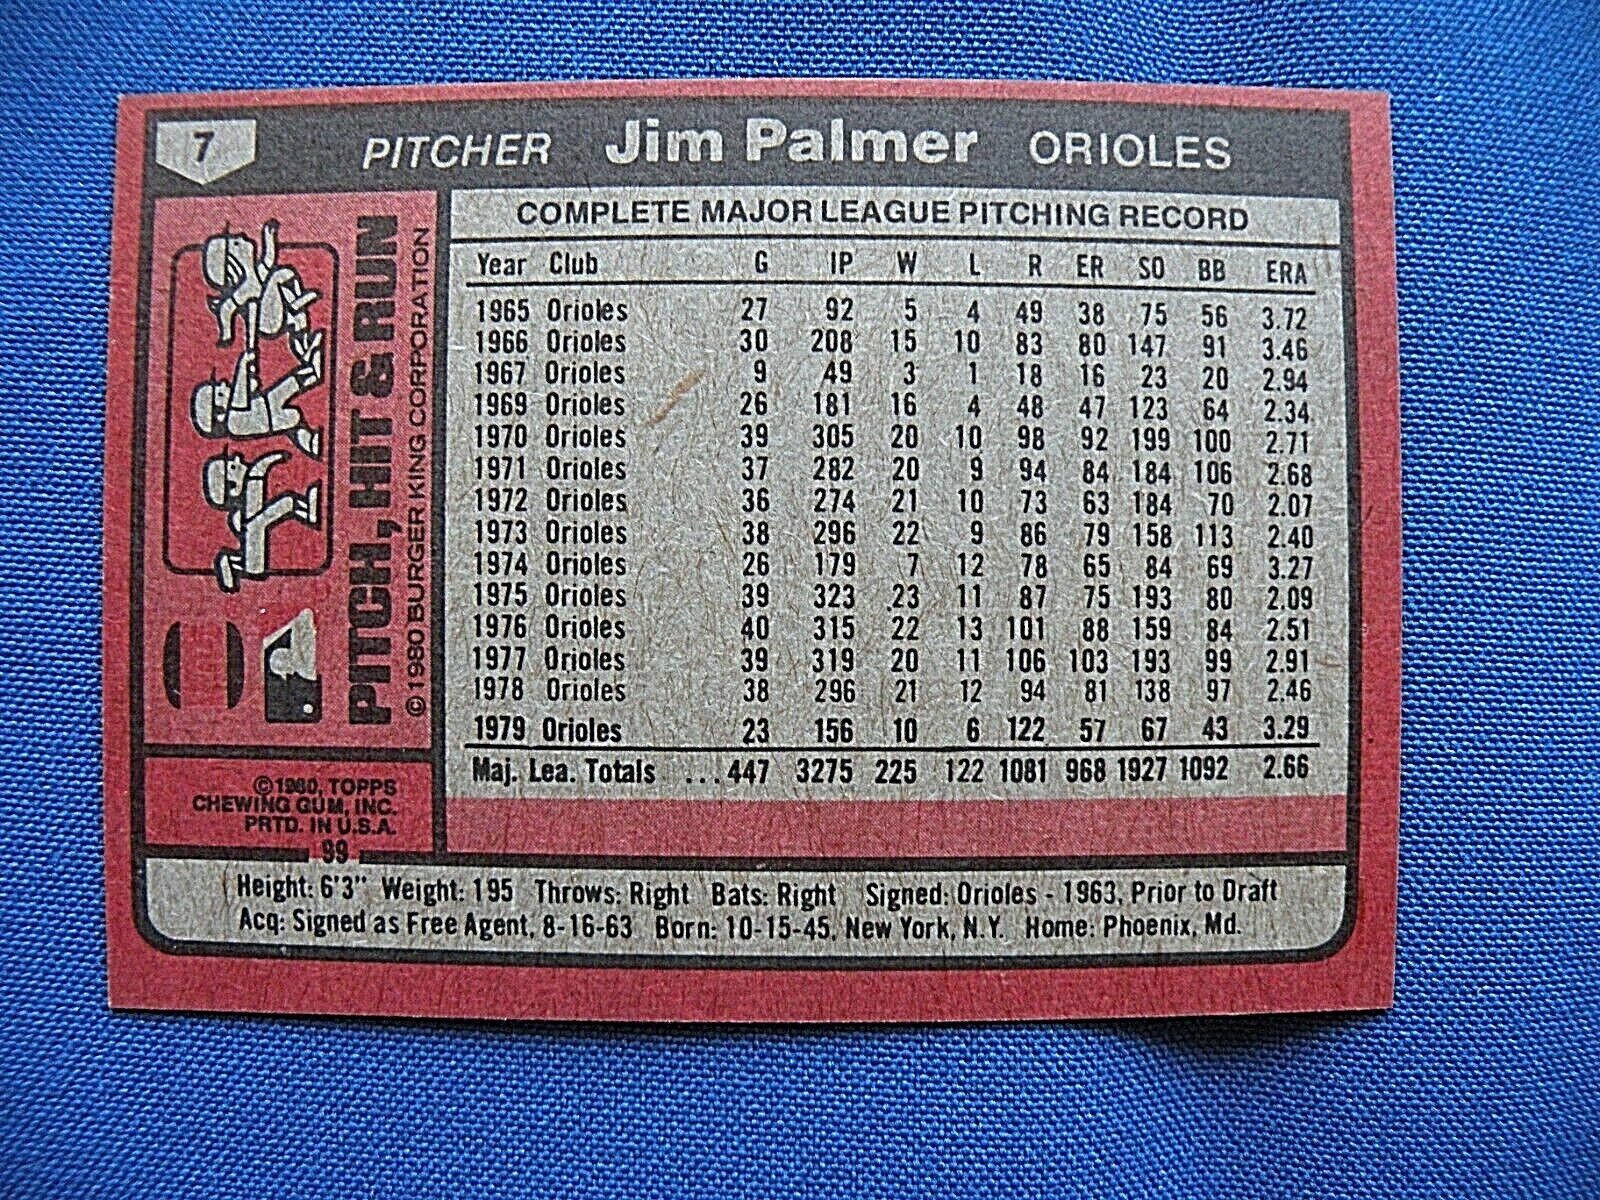 7 PITCHER Jim Palmer ORIOLES
PITCH, HIT & RUN
©1980 BURGER KING CORPORATION
©1980, TOPPS
CHEWING GUM, INC.
PRTD. IN U.S.A.
99
COMPLETE MAJOR LEAGUE PITCHING RECORD
Year Club G IP W L R ER SO BB ERA
1965 Orioles 27 92 5 4 49 38 75 56 3.72
1966 Orioles 30 208 15 10 83 80 147 91 3.46
1967 Orioles 9 49 3 1 18 16 23 20 2.94
1969 Orioles 26 181 16 4 48 47 123 64 2.34
1970 Orioles 39 305 20 10 98 92 199 100 2.71
1971 Orioles 37 282 20 9 94 84 184 106 2.68
1972 Orioles 36 274 21 10 73 63 184 70 2.07
1973 Orioles 38 296 22 9 86 79 158 113 2.40
1974 Orioles 26 179 7 12 78 65 84 69 3.27
1975 Orioles 39 323 23 11 87 75 193 80 2.09
1976 Orioles 40 315 22 13 101 88 159 84 2.51
1977 Orioles 39 319 20 11 106 103 193 99 2.91
1978 Orioles 38 296 21 12 94 81 138 97 2.46
1979 Orioles 23 156 10 6 122 57 67 43 3.29
Maj. Lea. Totals ...447 3275 225 122 1081 968 1927 1092 2.66
Height: 6'3" Weight: 195 Throws: Right Bats: Right Signed: Orioles - 1963, Prior to Draft
Acq: Signed as Free Agent, 8-16-63 Born: 10-15-45, New York, N.Y. Home: Phoenix, Md.